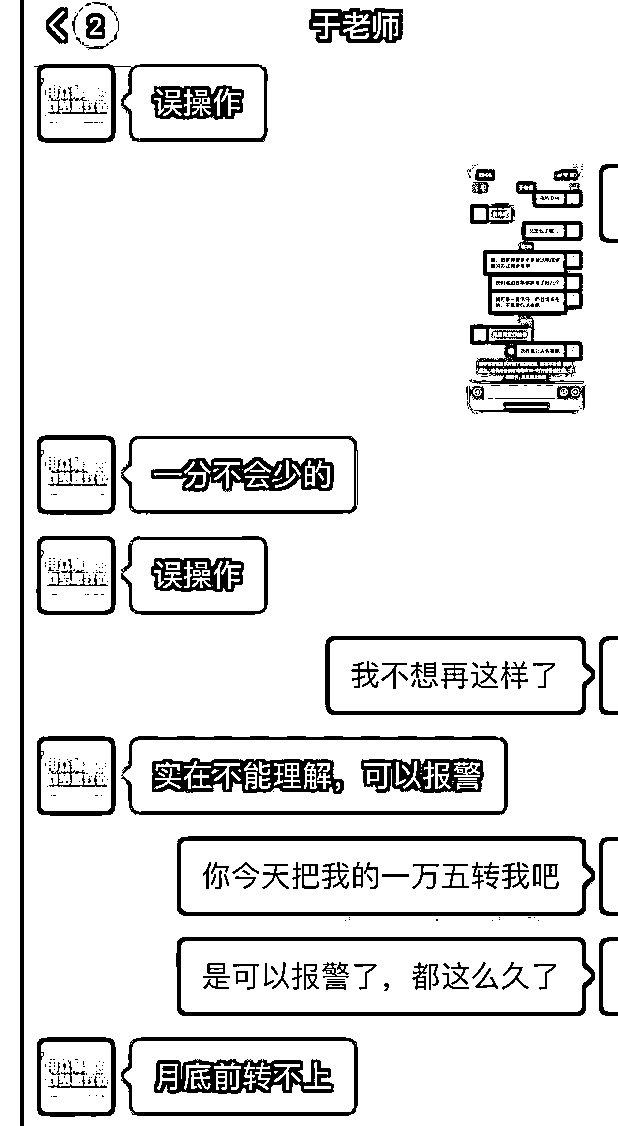 2
于老师
误操作
一分不会少的
误操作
我不想再这样了
实在不能理解，可以报警
你今天把我的一万五转我吧
是可以报警了，都这么久了
月底前转不上